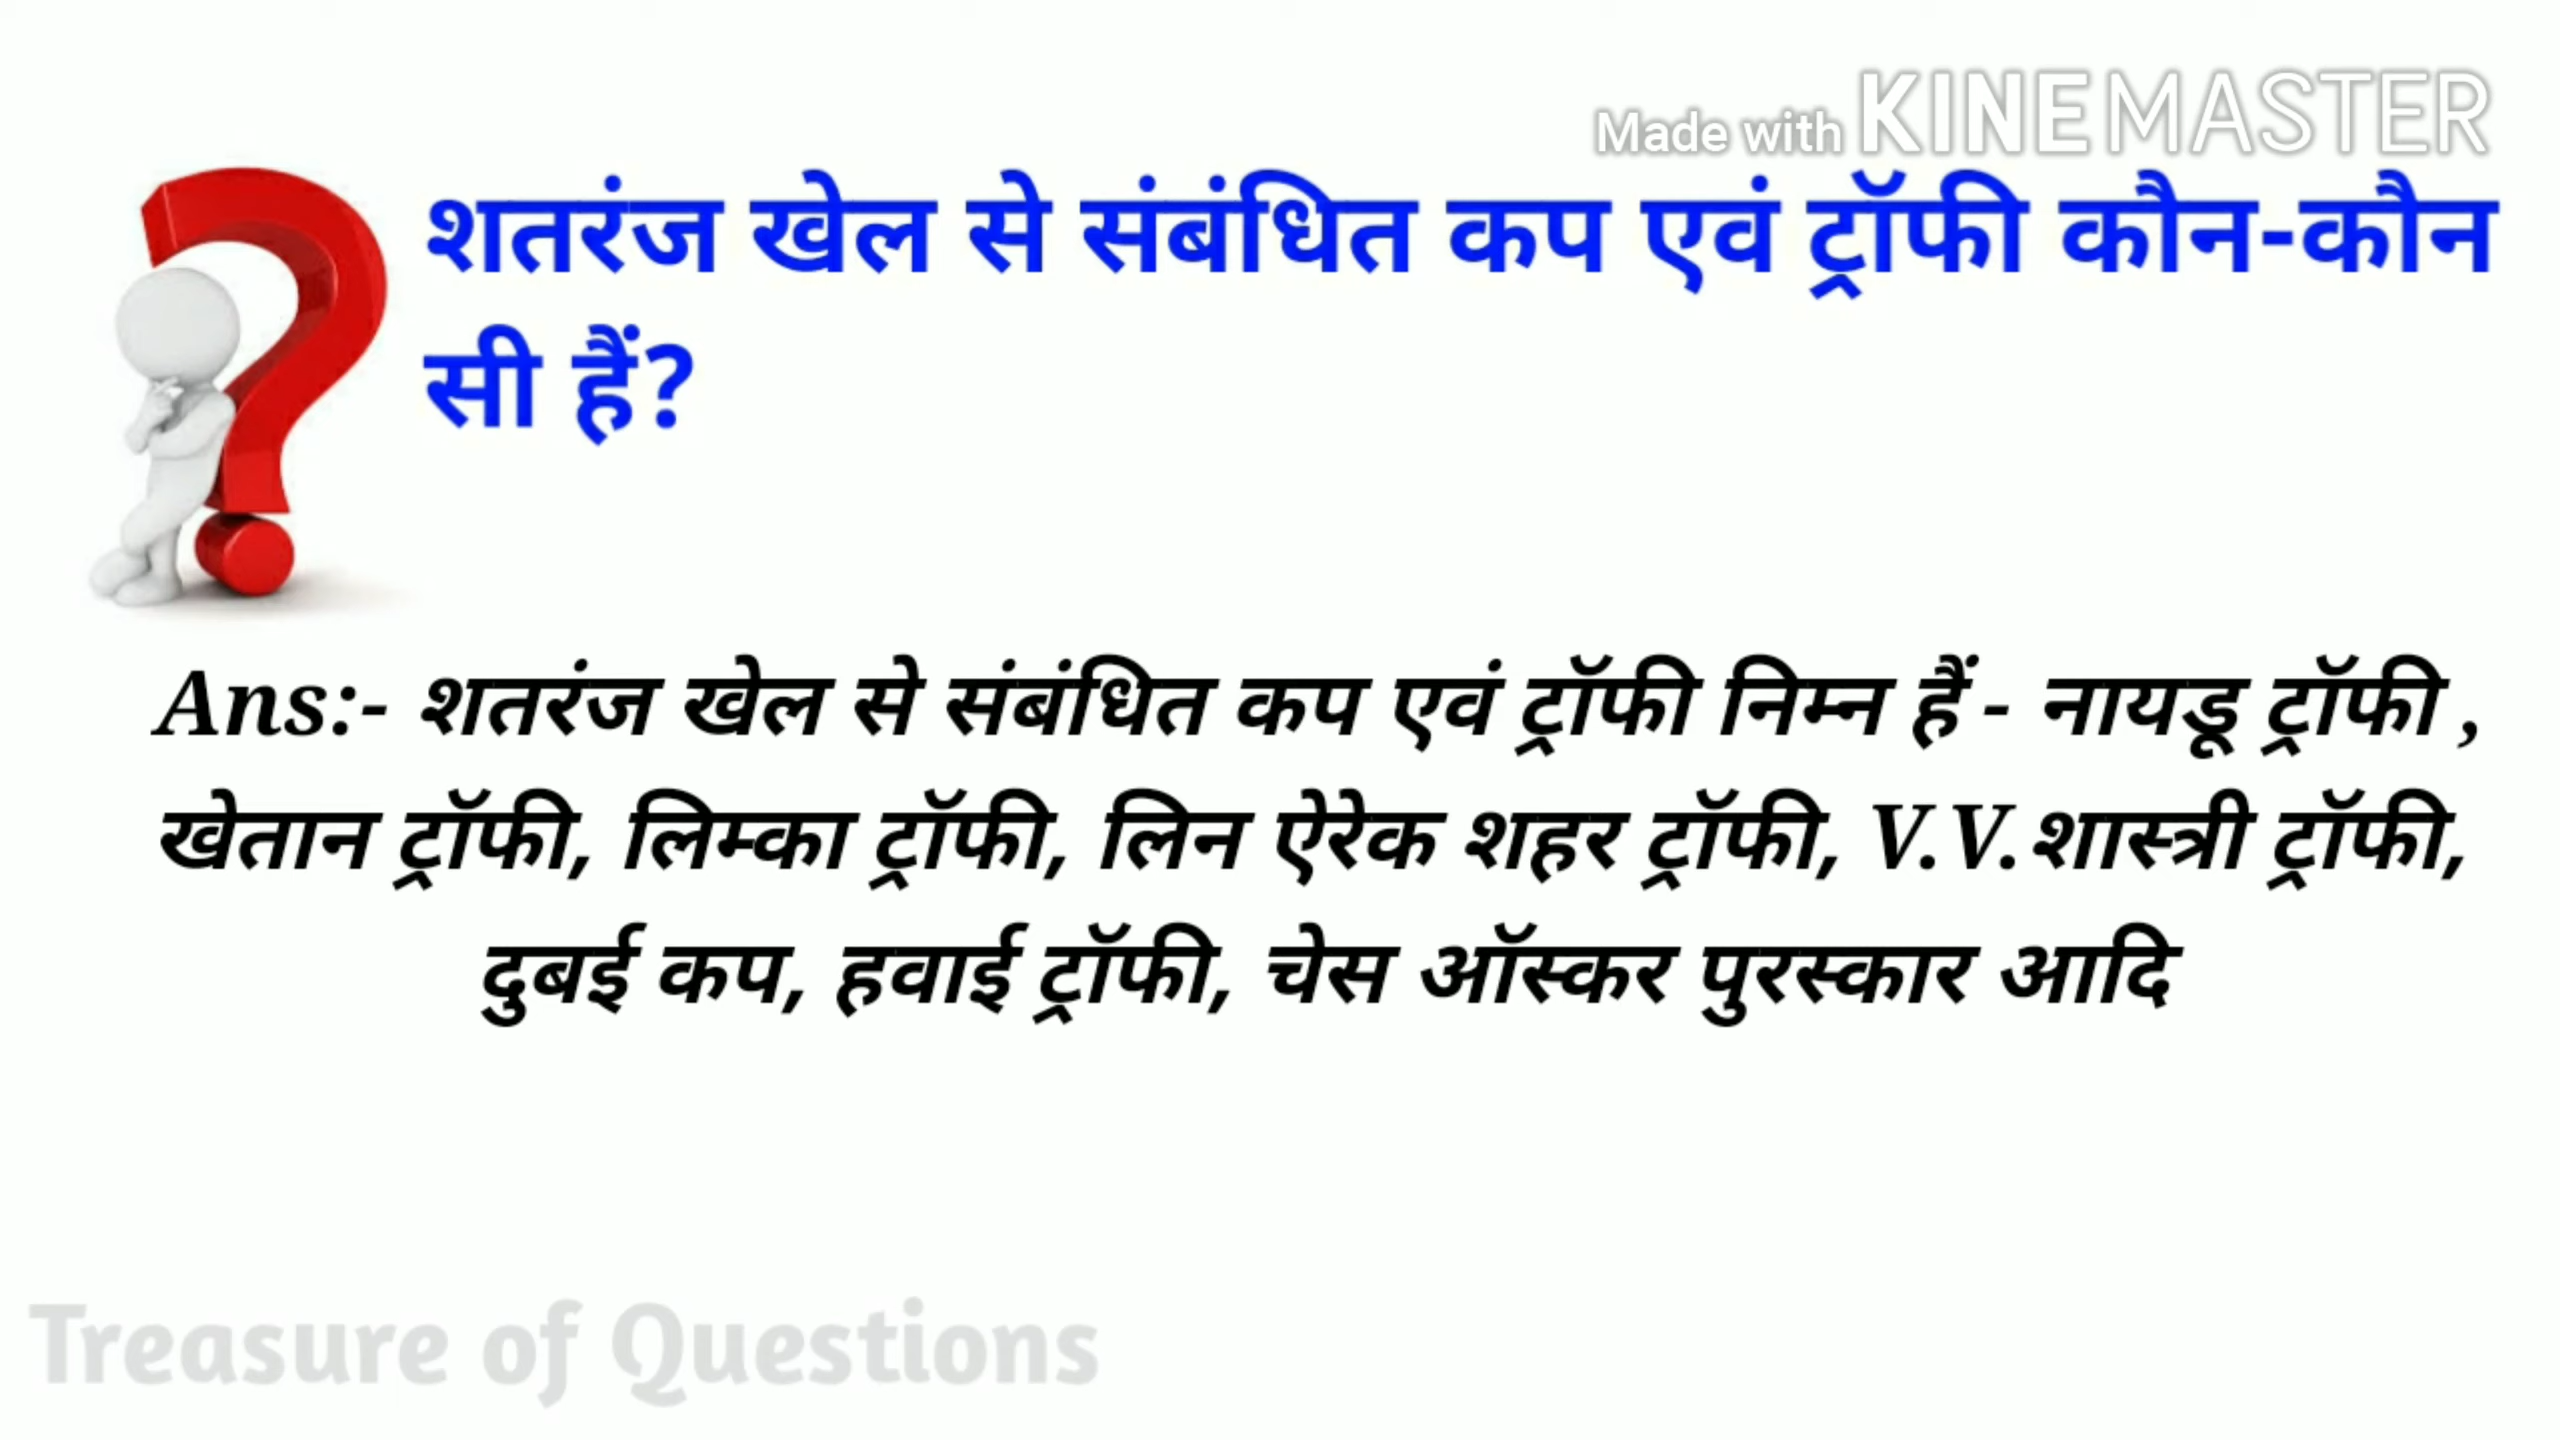 Made with KINEMASTER
शतरंज खेल से संबंधित कप एवं ट्रॉफी कौन-कौन
सी हैं?
Ans:- शतरंज खेल से संबंधित कप एवं ट्रॉफी निम्न हैं - नायडू ट्रॉफी ,
खेतान ट्रॉफी, लिम्का ट्रॉफी, लिन ऐरेक शहर ट्रॉफी, V.V.शास्त्री ट्रॉफी,
दुबई कप, हवाई ट्रॉफी, चेस ऑस्कर पुरस्कार आदि
Treasure of Questions